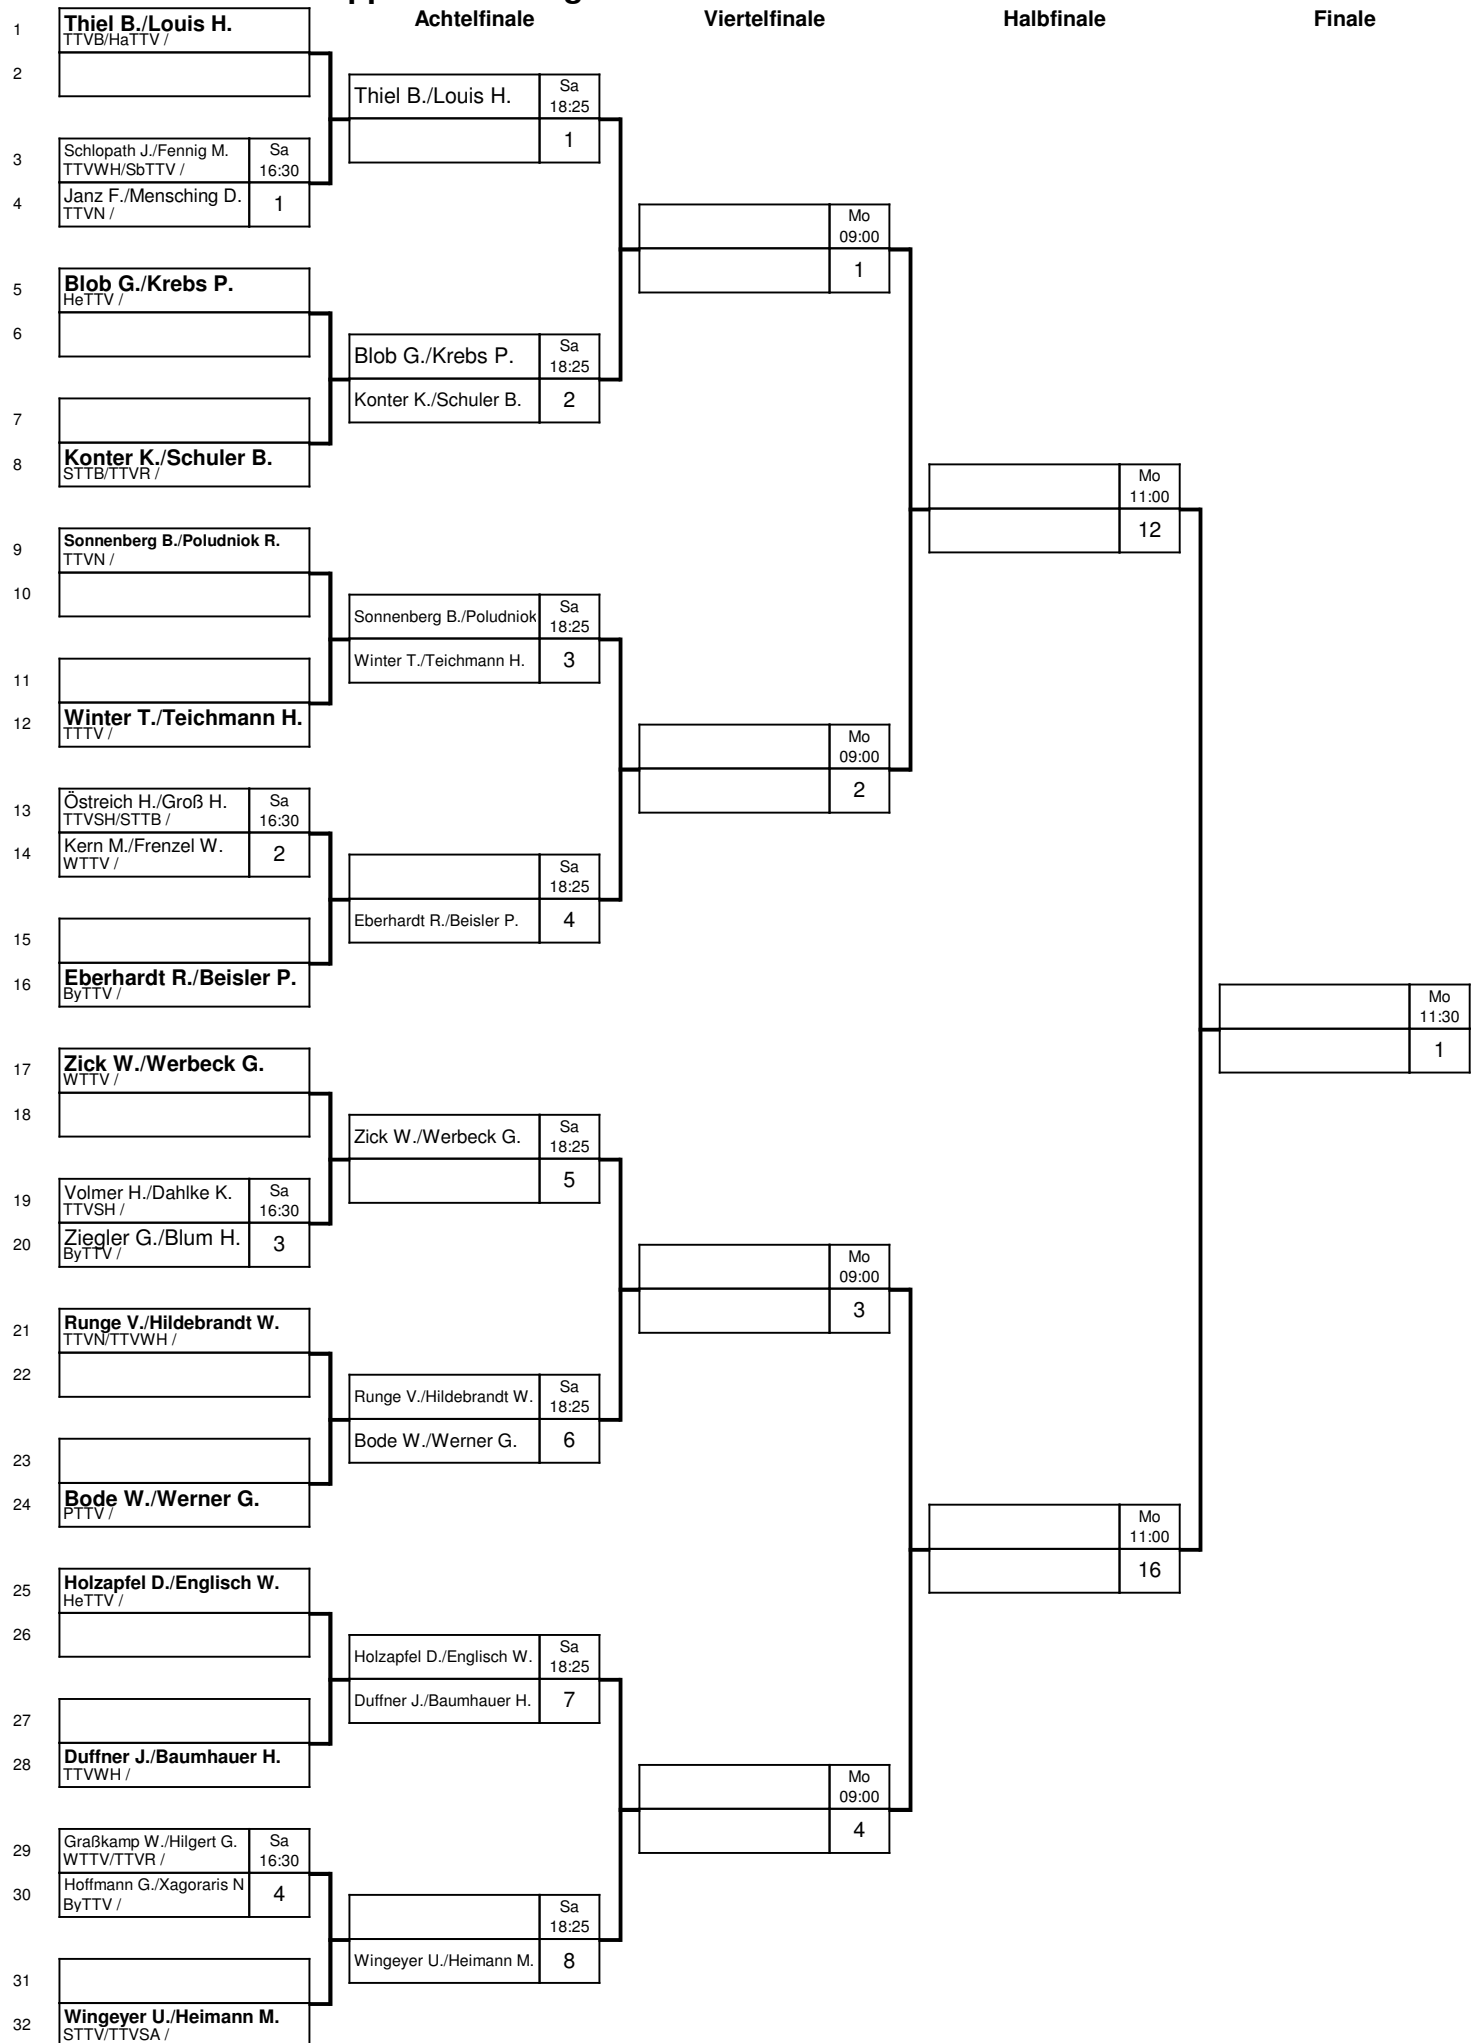 Achtelfinale Viertelfinale Halbfinale Finale
1 Thiel B./Louis H.
TTVB/HaTTV /
2
Thiel B./Louis H. Sa 18:25
1
3 Schlopath J./Fennig M. Sa
TTVWH/SbTTV / 16:30
4 Janz F./Mensching D. 1
TTVN /
Mo 09:00
1
5 Blob G./Krebs P.
HeTTV /
6
Blob G./Krebs P. Sa 18:25
Konter K./Schuler B. 2
7
8 Konter K./Schuler B.
STTB/TTVR /
Mo 11:00
12
9 Sonnenberg B./Poludniok R.
TTVN /
10
Sonnenberg B./Poludniok Sa 18:25
Winter T./Teichmann H. 3
11
12 Winter T./Teichmann H.
TTTV /
Mo 09:00
2
13 Östreich H./Groß H. Sa
TTVSH/STTB / 16:30
14 Kern M./Frenzel W. 2
WTTV /
Sa 18:25
Eberhardt R./Beisler P. 4
15
16 Eberhardt R./Beisler P.
ByTTV /
Mo 11:30
1
17 Zick W./Werbeck G.
WTTV /
18
Zick W./Werbeck G. Sa 18:25
5
19 Volmer H./Dahlke K. Sa
TTVSH / 16:30
20 Ziegler G./Blum H. 3
ByTTV /
Mo 09:00
3
21 Runge V./Hildebrandt W.
TTVN/TTVWH /
22
Runge V./Hildebrandt W. Sa 18:25
Bode W./Werner G. 6
23
24 Bode W./Werner G.
PTTV /
Mo 11:00
16
25 Holzapfel D./Englisch W.
HeTTV /
26
Holzapfel D./Englisch W. Sa 18:25
Duffner J./Baumhauer H. 7
27
28 Duffner J./Baumhauer H.
TTVWH /
Mo 09:00
4
29 Graßkamp W./Hilgert G. Sa
WTTV/TTVR / 16:30
30 Hoffmann G./Xagoraris N 4
ByTTV /
Sa 18:25
Wingeyer U./Heimann M. 8
31
32 Wingeyer U./Heimann M.
STTV/TTVSA /